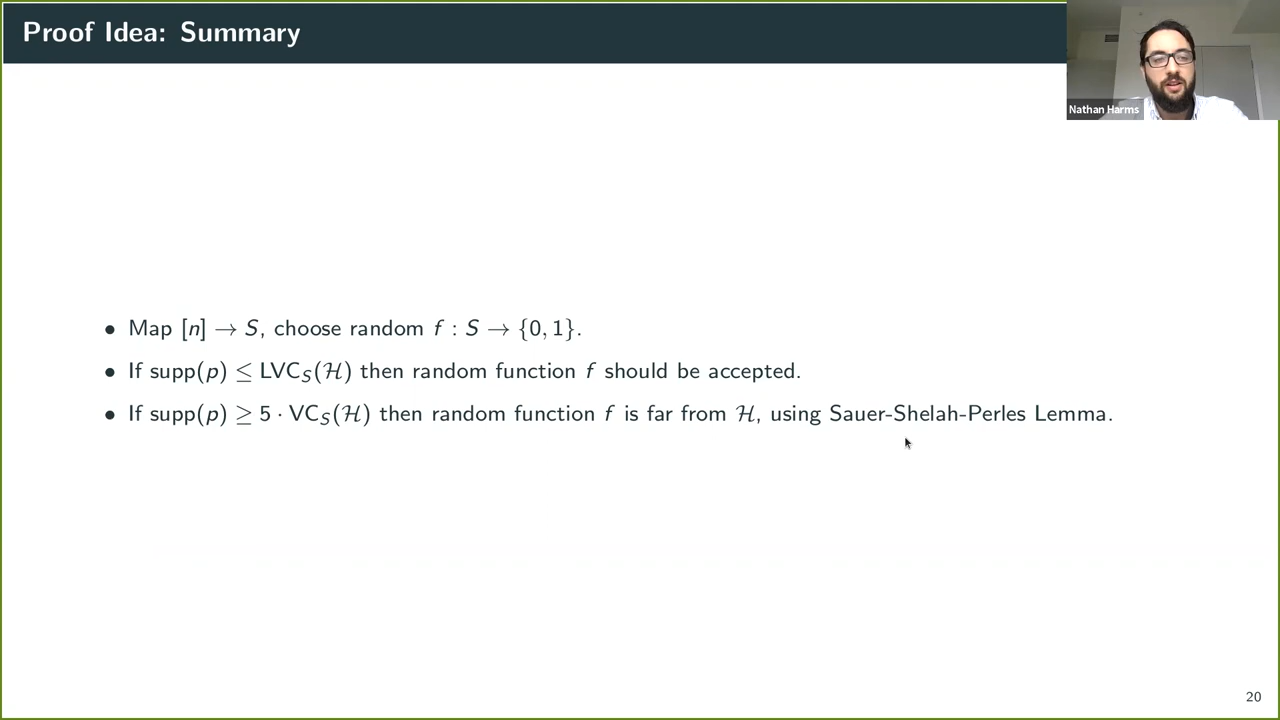 Proof Idea: Summary
Nathan Harms
• Map [n] → S, choose random f : S → {0, 1}.
• If supp(p) ≤ LVC_S(ℋ) then random function f should be accepted.
• If supp(p) ≥ 5 · VC_S(ℋ) then random function f is far from ℋ, using Sauer-Shelah-Perles Lemma.
20